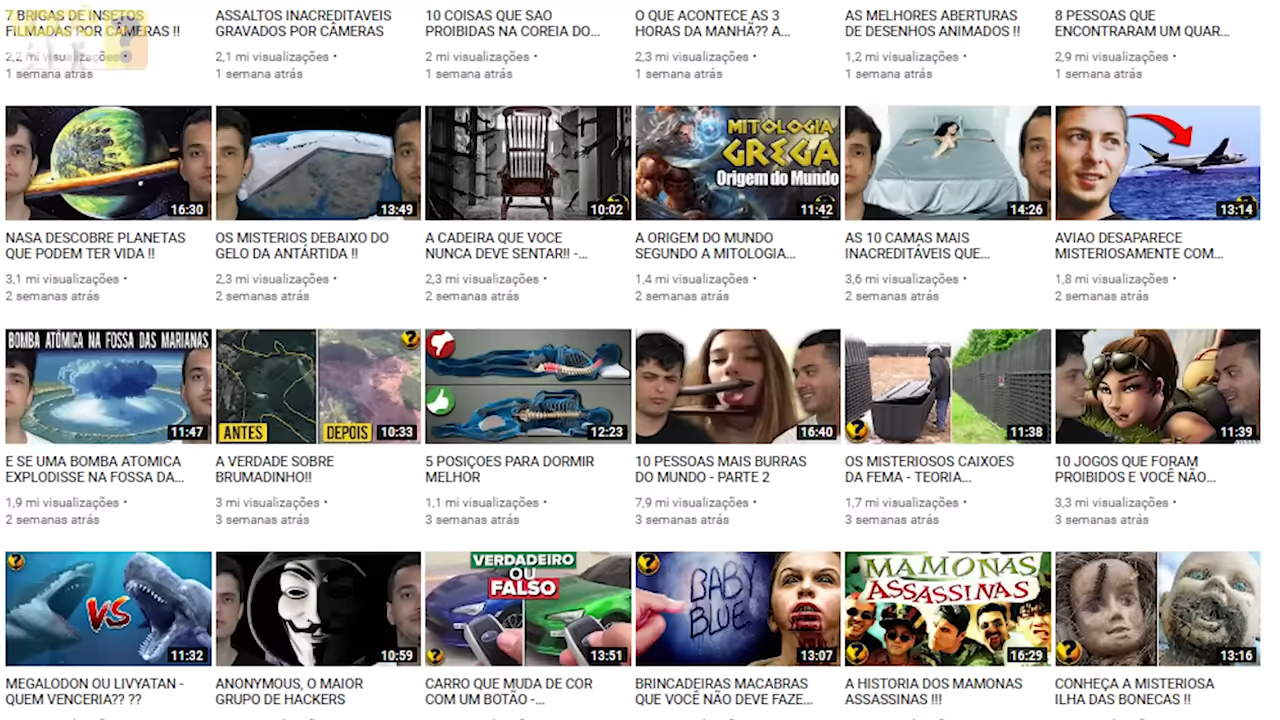 7 BRIGAS DE INSETOS
FILMADAS POR CÂMERAS !!
2,2 mi visualizações •
1 semana atrás
ASSALTOS INACREDITAVEIS
GRAVADOS POR CÂMERAS
2,1 mi visualizações •
1 semana atrás
10 COISAS QUE SAO
PROIBIDAS NA COREIA DO...
2 mi visualizações •
1 semana atrás
O QUE ACONTECE AS 3
HORAS DA MANHÃ?? A...
2,3 mi visualizações •
1 semana atrás
AS MELHORES ABERTURAS
DE DESENHOS ANIMADOS !!
1,2 mi visualizações •
1 semana atrás
8 PESSOAS QUE
ENCONTRARAM UM QUAR...
2,9 mi visualizações •
1 semana atrás
16:30
NASA DESCOBRE PLANETAS
QUE PODEM TER VIDA !!
3,1 mi visualizações •
2 semanas atrás
13:49
OS MISTERIOS DEBAIXO DO
GELO DA ANTÁRTIDA !!
2,3 mi visualizações •
2 semanas atrás
10:02
A CADEIRA QUE VOCE
NUNCA DEVE SENTAR!! -...
2,3 mi visualizações •
2 semanas atrás
MITOLOGIA
GREGA
Origem do Mundo
11:42
A ORIGEM DO MUNDO
SEGUNDO A MITOLOGIA...
1,4 mi visualizações •
2 semanas atrás
14:26
AS 10 CAMAS MAIS
INACREDITÁVEIS QUE...
3,6 mi visualizações •
2 semanas atrás
13:14
AVIAO DESAPARECE
MISTERIOSAMENTE COM...
1,8 mi visualizações •
2 semanas atrás
BOMBA ATÔMICA NA FOSSA DAS MARIANAS
11:47
E SE UMA BOMBA ATOMICA
EXPLODISSE NA FOSSA DA...
1,9 mi visualizações •
2 semanas atrás
?
ANTES
DEPOIS
10:33
A VERDADE SOBRE
BRUMADINHO!!
3 mi visualizações •
3 semanas atrás
12:23
5 POSIÇOES PARA DORMIR
MELHOR
1,1 mi visualizações •
3 semanas atrás
16:40
10 PESSOAS MAIS BURRAS
DO MUNDO - PARTE 2
7,9 mi visualizações •
3 semanas atrás
?
11:38
OS MISTERIOSOS CAIXOES
DA FEMA - TEORIA...
1,7 mi visualizações •
3 semanas atrás
11:39
10 JOGOS QUE FORAM
PROIBIDOS E VOCÊ NÃO...
3,3 mi visualizações •
3 semanas atrás
?
VS
11:32
MEGALODON OU LIVYATAN -
QUEM VENCERIA?? ??
10:59
ANONYMOUS, O MAIOR
GRUPO DE HACKERS
VERDADEIRO
OU
FALSO
?
13:51
CARRO QUE MUDA DE COR
COM UM BOTÃO -...
?
BABY
BLUE
13:07
BRINCADEIRAS MACABRAS
QUE VOCÊ NÃO DEVE FAZE...
MAMONAS
ASSASSINAS
?
16:29
A HISTORIA DOS MAMONAS
ASSASSINAS !!!
?
13:16
CONHEÇA A MISTERIOSA
ILHA DAS BONECAS !!